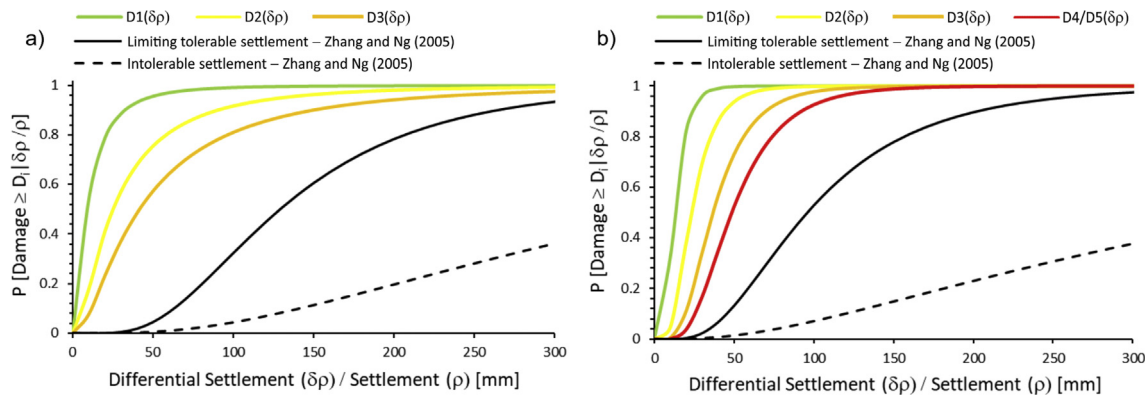 a)
D1(δρ) D2(δρ) D3(δρ)
Limiting tolerable settlement – Zhang and Ng (2005)
Intolerable settlement – Zhang and Ng (2005)
P [Damage ≥ Di | δρ /ρ]
1
0.8
0.6
0.4
0.2
0
0 50 100 150 200 250 300
Differential Settlement (δρ) / Settlement (ρ) [mm]
b)
D1(δρ) D2(δρ) D3(δρ) D4/D5(δρ)
Limiting tolerable settlement – Zhang and Ng (2005)
Intolerable settlement – Zhang and Ng (2005)
P [Damage ≥ Di | δρ /ρ]
1
0.8
0.6
0.4
0.2
0
0 50 100 150 200 250 300
Differential Settlement (δρ) / Settlement (ρ) [mm]